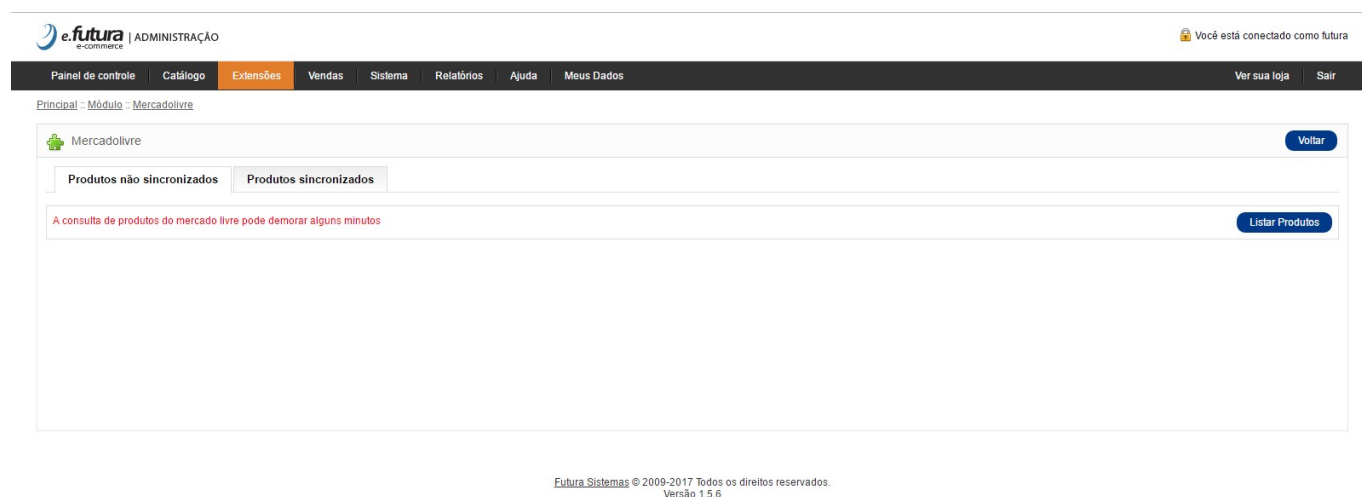 e.futura | ADMINISTRAÇÃO
e-commerce
Você está conectado como futura
Painel de controle Catálogo Extensões Vendas Sistema Relatórios Ajuda Meus Dados Ver sua loja Sair
Principal :: Módulo :: Mercadolivre
Mercadolivre Voltar
Produtos não sincronizados Produtos sincronizados
A consulta de produtos do mercado livre pode demorar alguns minutos Listar Produtos
Futura Sistemas © 2009-2017 Todos os direitos reservados.
Versão 1.5.6